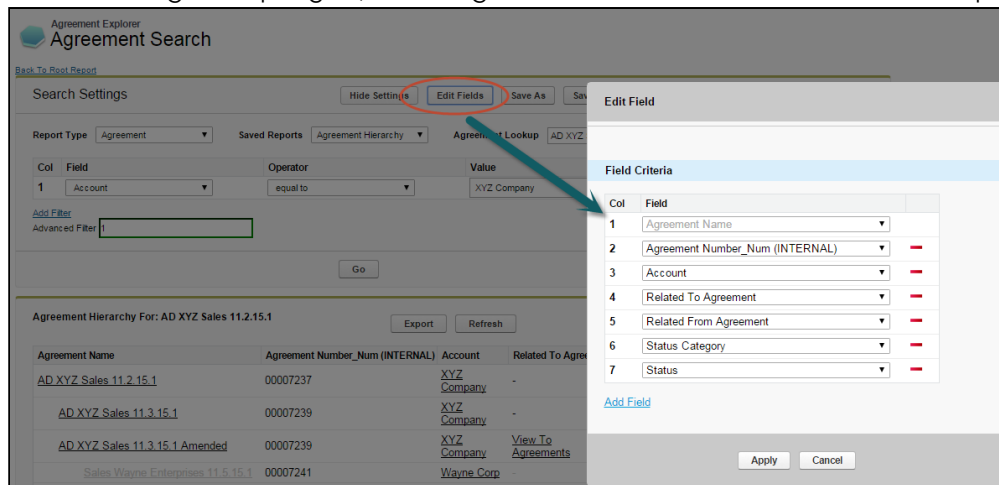 Agreement Explorer
Agreement Search
Back To Root Report
Search Settings
Hide Settings Edit Fields Save As
Report Type Agreement Saved Reports Agreement Hierarchy Agreement Lookup AD XYZ
Col Field Operator Value
1 Account equal to XYZ Company
Add Filter
Advanced Filter 1
Go
Agreement Hierarchy For: AD XYZ Sales 11.2.15.1
Export Refresh
Agreement Name Agreement Number_Num (INTERNAL) Account Related To
AD XYZ Sales 11.2.15.1 00007237 XYZ Company -
AD XYZ Sales 11.3.15.1 00007239 XYZ Company -
AD XYZ Sales 11.3.15.1 Amended 00007239 XYZ Company View To Agreements
Sales Wayne Enterprises 11.5.15.1 00007241 Wayne Corp -
Edit Field
Field Criteria
Col Field
1 Agreement Name
2 Agreement Number_Num (INTERNAL)
3 Account
4 Related To Agreement
5 Related From Agreement
6 Status Category
7 Status
Add Field
Apply Cancel